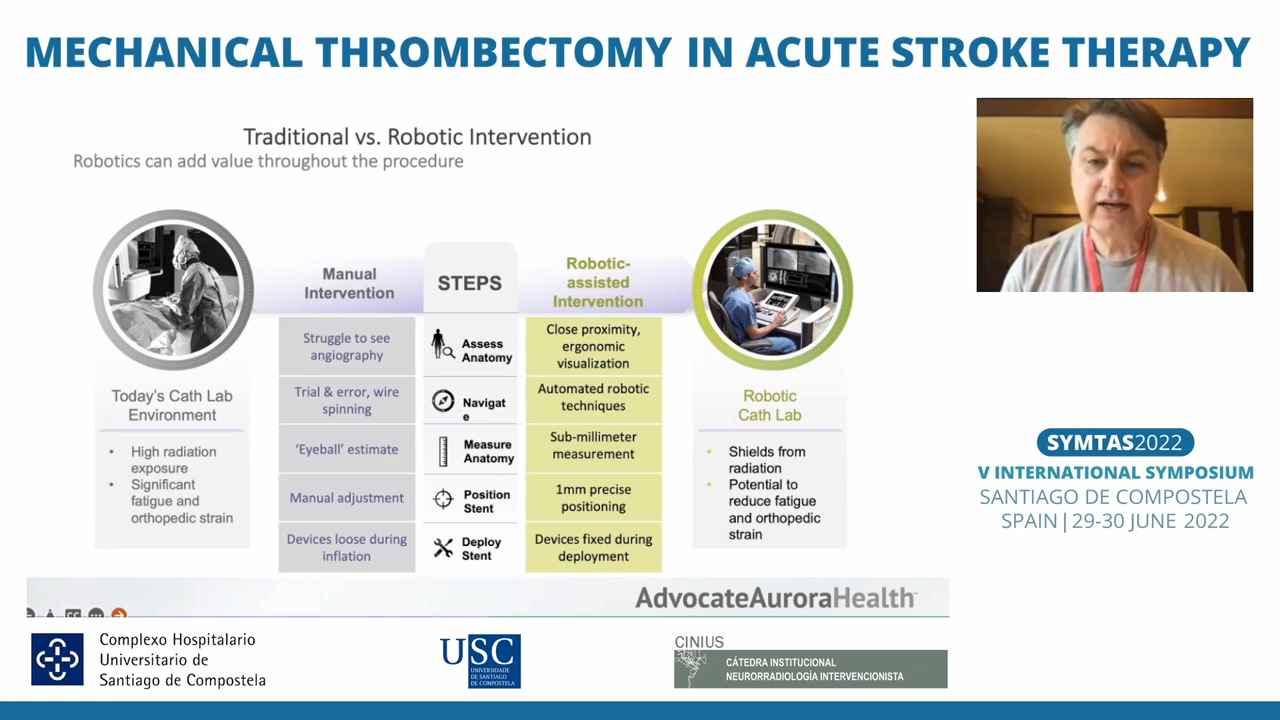 MECHANICAL THROMBECTOMY IN ACUTE STROKE THERAPY
Traditional vs. Robotic Intervention
Robotics can add value throughout the procedure
Manual
Intervention
STEPS
Robotic-
assisted
Intervention
Struggle to see
angiography
Assess
Anatomy
Close proximity,
ergonomic
visualization
Trial & error, wire
spinning
Navigat
e
Automated robotic
techniques
'Eyeball' estimate
Measure
Anatomy
Sub-millimeter
measurement
Manual adjustment
Position
Stent
1mm precise
positioning
Devices loose during
inflation
Deploy
Stent
Devices fixed during
deployment
Today's Cath Lab
Environment
• High radiation
exposure
• Significant
fatigue and
orthopedic strain
Robotic
Cath Lab
• Shields from
radiation
• Potential to
reduce fatigue
and orthopedic
strain
AdvocateAuroraHealth
SYMTAS2022
V INTERNATIONAL SYMPOSIUM
SANTIAGO DE COMPOSTELA
SPAIN | 29-30 JUNE 2022
Complexo Hospitalario
Universitario de
Santiago de Compostela
USC
UNIVERSIDADE
DE SANTIAGO
DE COMPOSTELA
CINIUS
CÁTEDRA INSTITUCIONAL
NEURORRADIOLOGÍA INTERVENCIONISTA